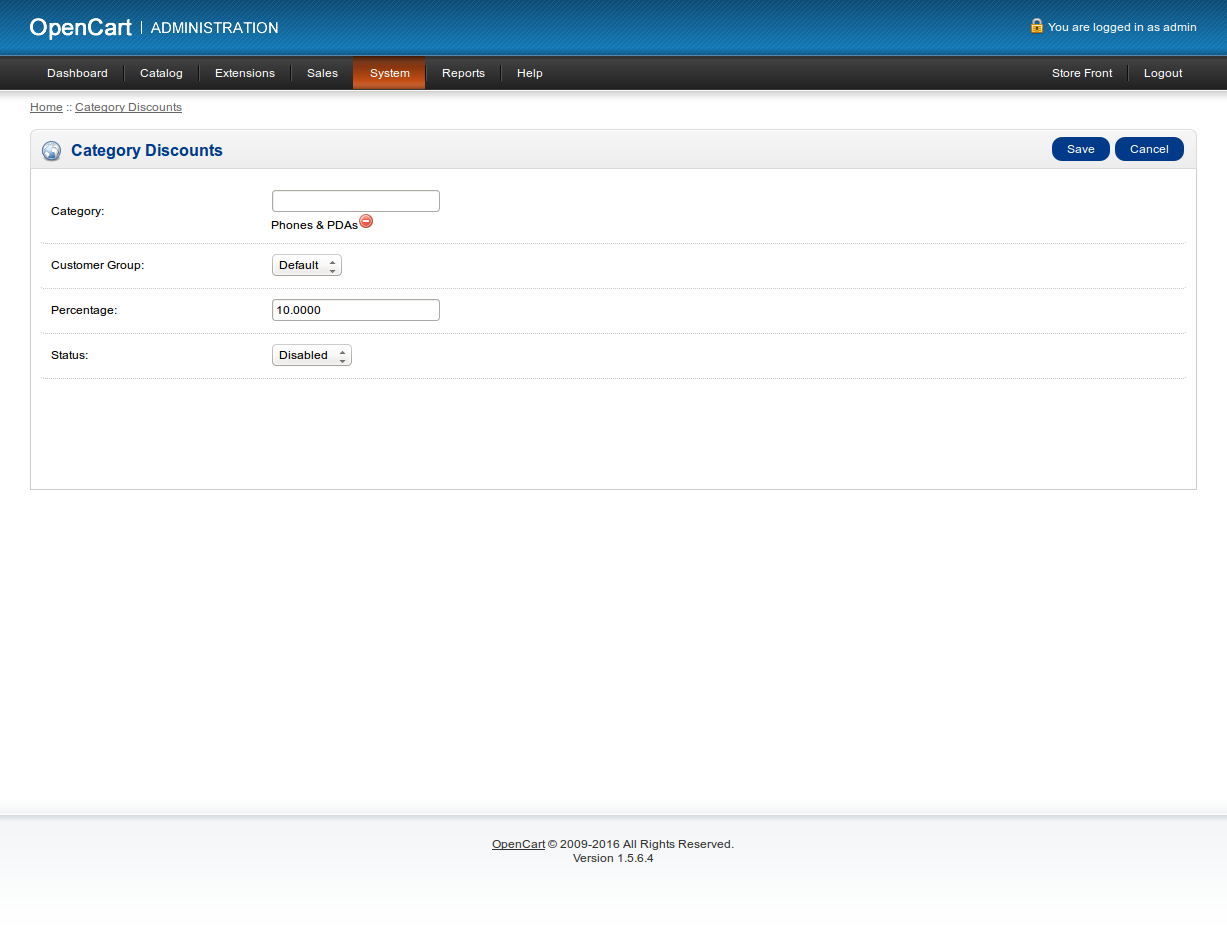 OpenCart | ADMINISTRATION
You are logged in as admin
Dashboard Catalog Extensions Sales System Reports Help Store Front Logout
Home :: Category Discounts
Category Discounts Save Cancel
Category:
Phones & PDAs
Customer Group: Default
Percentage: 10.0000
Status: Disabled
OpenCart © 2009-2016 All Rights Reserved.
Version 1.5.6.4